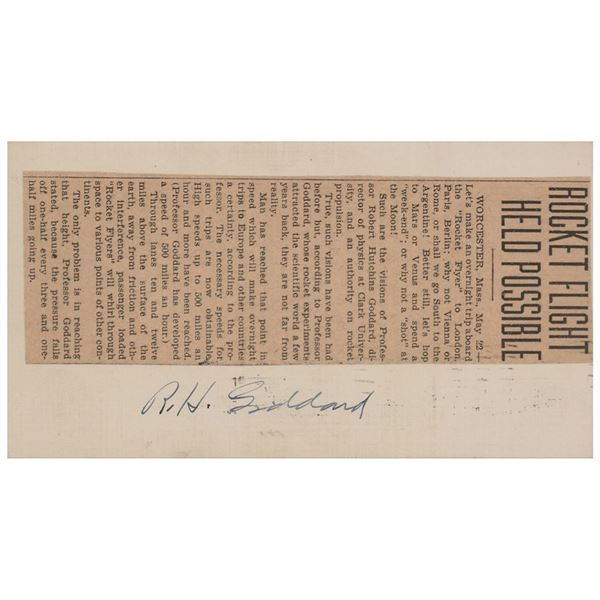 ROCKET FLIGHT
HELD POSSIBLE
WORCESTER, Mass., May 22—
Let's make an overnight trip aboard
the "Rocket Flyer" to London,
Paris, Berlin, why not Vienna or
Rome, or shall we go South to the
Argentine! Better still, let's hop
to Mars or Venus and spend a
"week-end"; or why not a "shot" at
the Moon!
Such are the visions of Profes-
sor Robert Hutchins Goddard, di-
rector of physics at Clark Univer-
sity, and an authority on rocket
propulsion.
True, such visions have been had
before but, according to Professor
Goddard, whose rocket experiments
attracted the scientific world a few
years back, they are not far from
reality.
Man has reached that point in
speed which will make overnight
trips to Europe and other countries
a certainty, according to the pro-
fessor. The necessary speeds for
such trips are now obtainable.
High speeds up to 500 miles an
hour and more have been reached.
(Professor Goddard has developed
a speed of 500 miles an hour.)
Through lanes ten and twelve
miles above the surface of the
earth, away from friction and oth-
er interference, passenger loaded
"Rocket Flyers" will whirl through
space to various points of other con-
tinents.
The only problem is in reaching
that height, Professor Goddard
stated, because the pressure falls
off one-half every three and one-
half miles going up.
R. H. Goddard